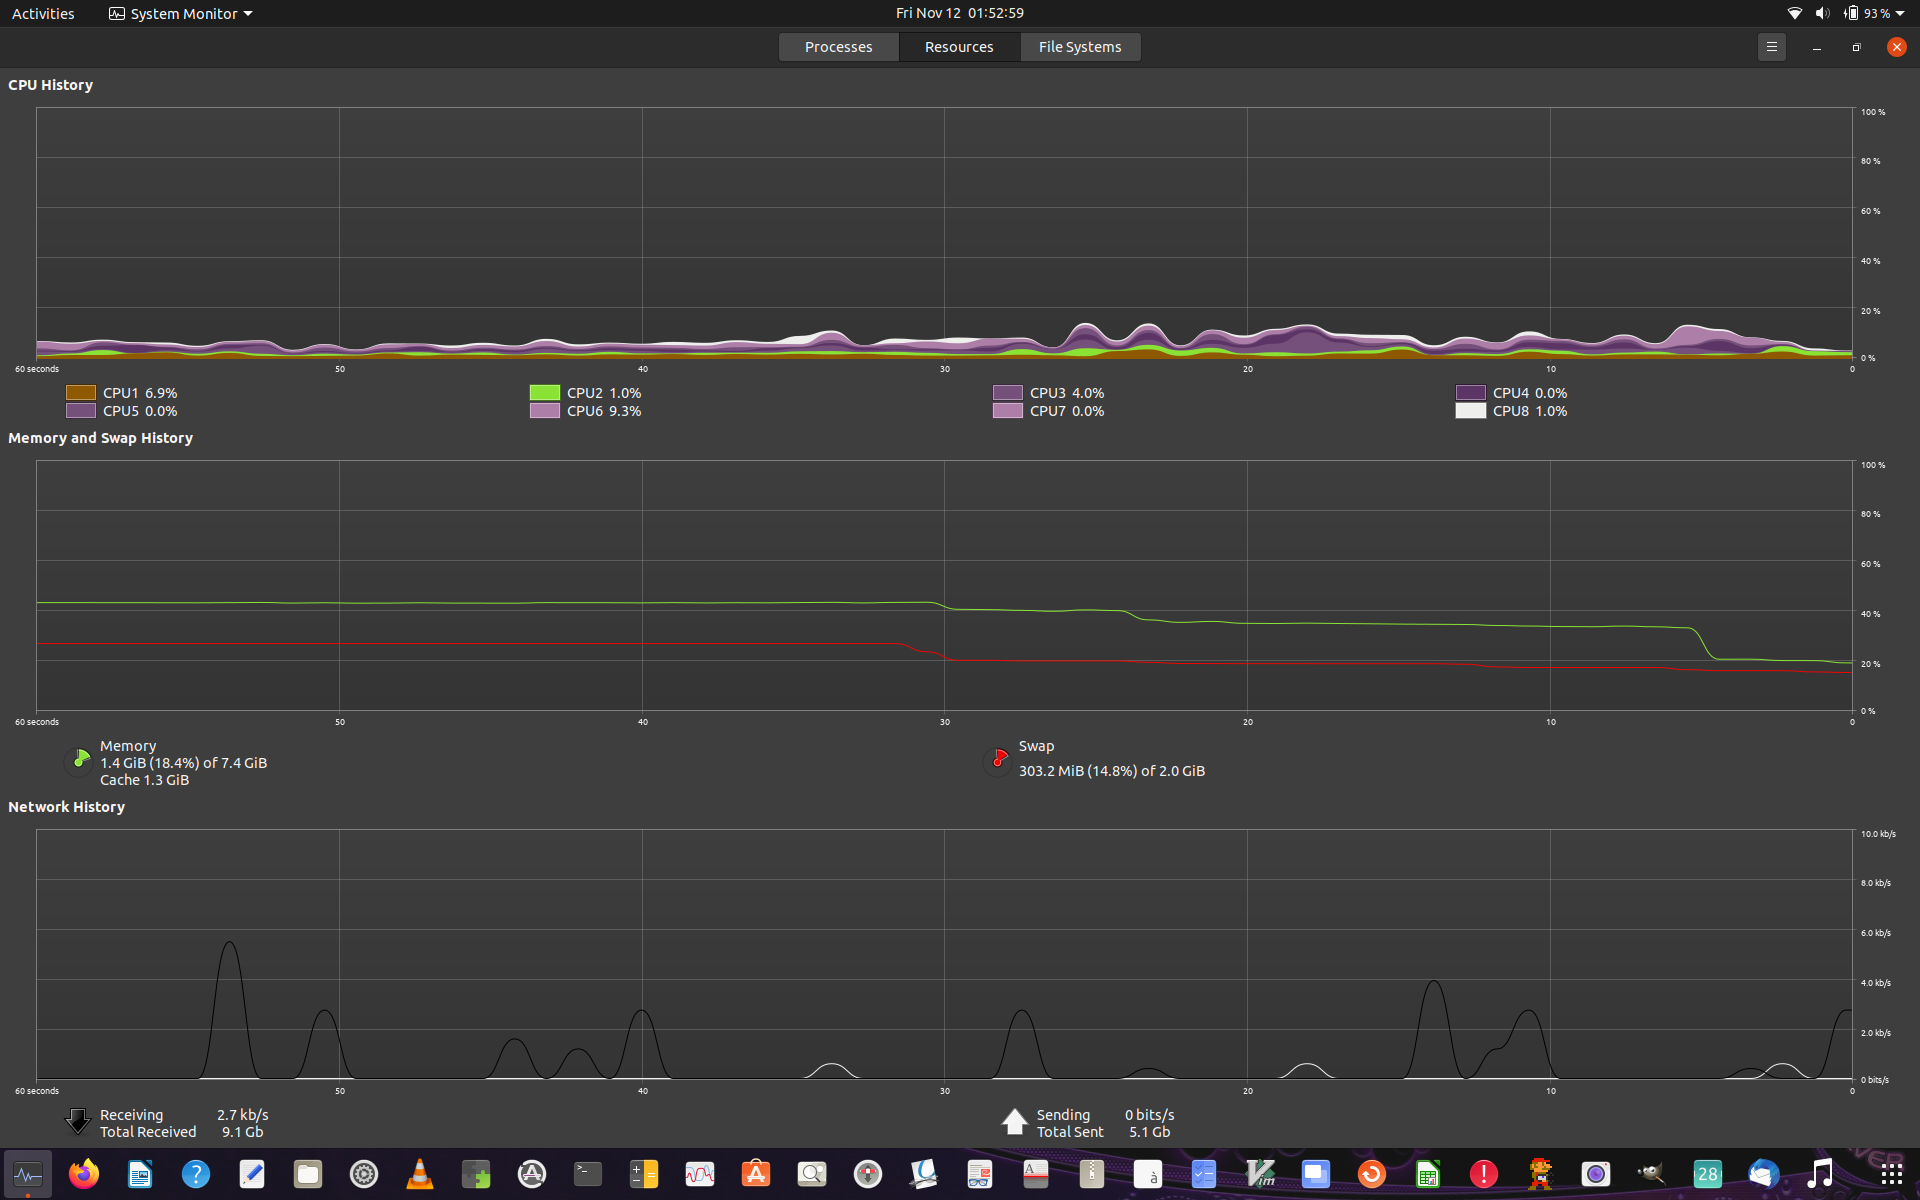 Activities System Monitor Fri Nov 12 01:52:59 93 %
Processes Resources File Systems
CPU History
100 %
80 %
60 %
40 %
20 %
0 %
60 seconds 50 40 30 20 10 0
CPU1 6.9% CPU2 1.0% CPU3 4.0% CPU4 0.0%
CPU5 0.0% CPU6 9.3% CPU7 0.0% CPU8 1.0%
Memory and Swap History
100 %
80 %
60 %
40 %
20 %
0 %
60 seconds 50 40 30 20 10 0
Memory
1.4 GiB (18.4%) of 7.4 GiB
Cache 1.3 GiB
Swap
303.2 MiB (14.8%) of 2.0 GiB
Network History
10.0 kb/s
8.0 kb/s
6.0 kb/s
4.0 kb/s
2.0 kb/s
0 bits/s
60 seconds 50 40 30 20 10 0
Receiving 2.7 kb/s
Total Received 9.1 Gb
Sending 0 bits/s
Total Sent 5.1 Gb
28
Vim